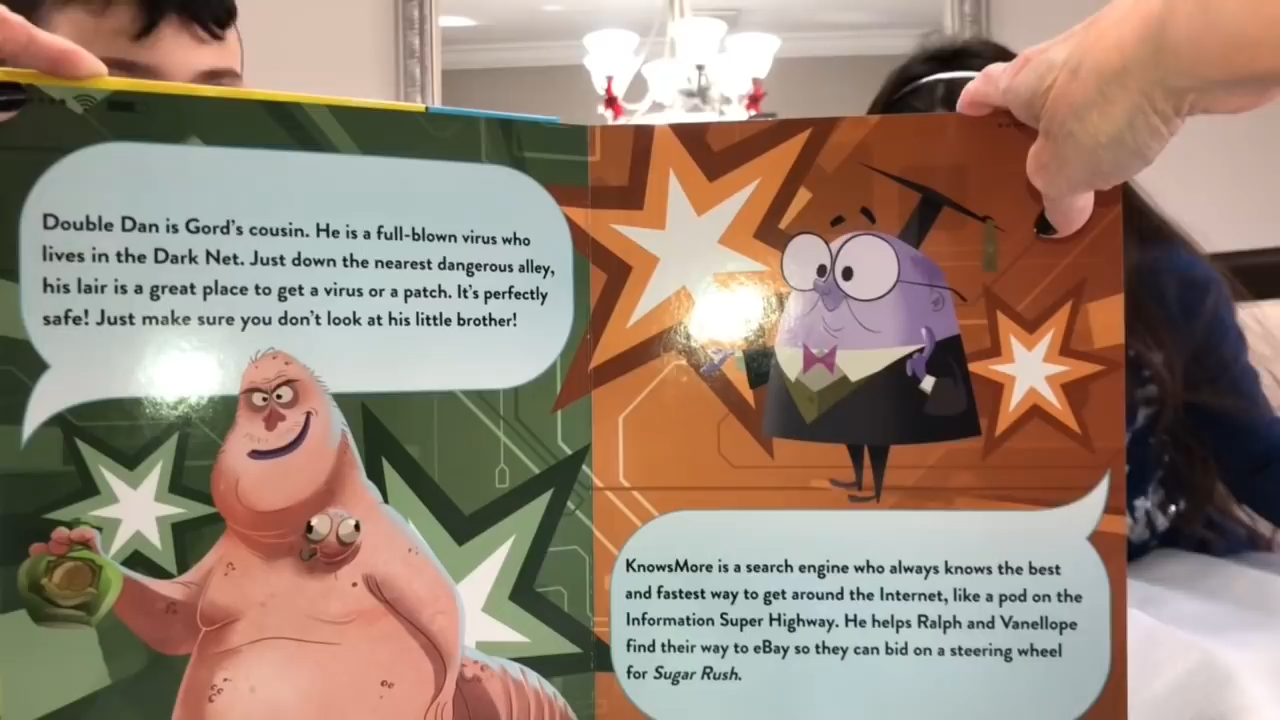 Double Dan is Gord's cousin. He is a full-blown virus who
lives in the Dark Net. Just down the nearest dangerous alley,
his lair is a great place to get a virus or a patch. It's perfectly
safe! Just make sure you don't look at his little brother!
KnowsMore is a search engine who always knows the best
and fastest way to get around the Internet, like a pod on the
Information Super Highway. He helps Ralph and Vanellope
find their way to eBay so they can bid on a steering wheel
for Sugar Rush.